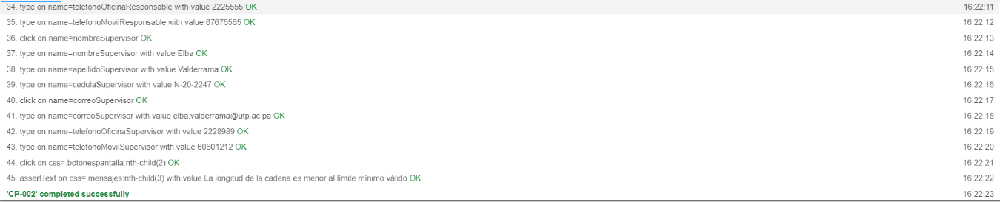 34. type on name=telefonoOficinaResponsable with value 2225555 OK 16:22:11
35. type on name=telefonoMovilResponsable with value 67676565 OK 16:22:12
36. click on name=nombreSupervisor OK 16:22:13
37. type on name=nombreSupervisor with value Elba OK 16:22:14
38. type on name=apellidoSupervisor with value Valderrama OK 16:22:15
39. type on name=cedulaSupervisor with value N-20-2247 OK 16:22:16
40. click on name=correoSupervisor OK 16:22:17
41. type on name=correoSupervisor with value elba.valderrama@utp.ac.pa OK 16:22:18
42. type on name=telefonoOficinaSupervisor with value 2228989 OK 16:22:19
43. type on name=telefonoMovilSupervisor with value 60601212 OK 16:22:20
44. click on css=.botonespantalla:nth-child(2) OK 16:22:21
45. assertText on css=.mensajes:nth-child(3) with value La longitud de la cadena es menor al límite mínimo válido OK 16:22:22
'CP-002' completed successfully 16:22:23